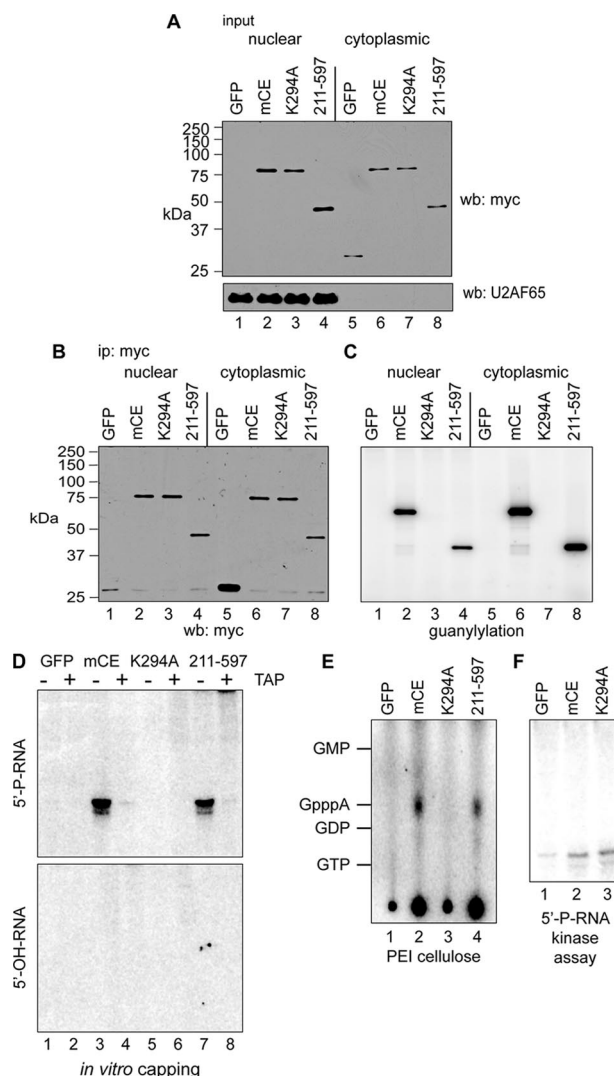 A
input
nuclear cytoplasmic
GFP mCE K294A 211-597 GFP mCE K294A 211-597
250
150
100
75
50
kDa
37
25
wb: myc
wb: U2AF65
1 2 3 4 5 6 7 8
B ip: myc
nuclear cytoplasmic
GFP mCE K294A 211-597 GFP mCE K294A 211-597
250
150
100
75
kDa
50
37
25
1 2 3 4 5 6 7 8
wb: myc
C
nuclear cytoplasmic
GFP mCE K294A 211-597 GFP mCE K294A 211-597
1 2 3 4 5 6 7 8
guanylylation
D
GFP mCE K294A 211-597
- + - + - + - + TAP
5'-P-RNA
5'-OH-RNA
1 2 3 4 5 6 7 8
in vitro capping
E
GFP mCE K294A 211-597
GMP
GpppA
GDP
GTP
1 2 3 4
PEI cellulose
F
GFP mCE K294A
1 2 3
5'-P-RNA
kinase
assay